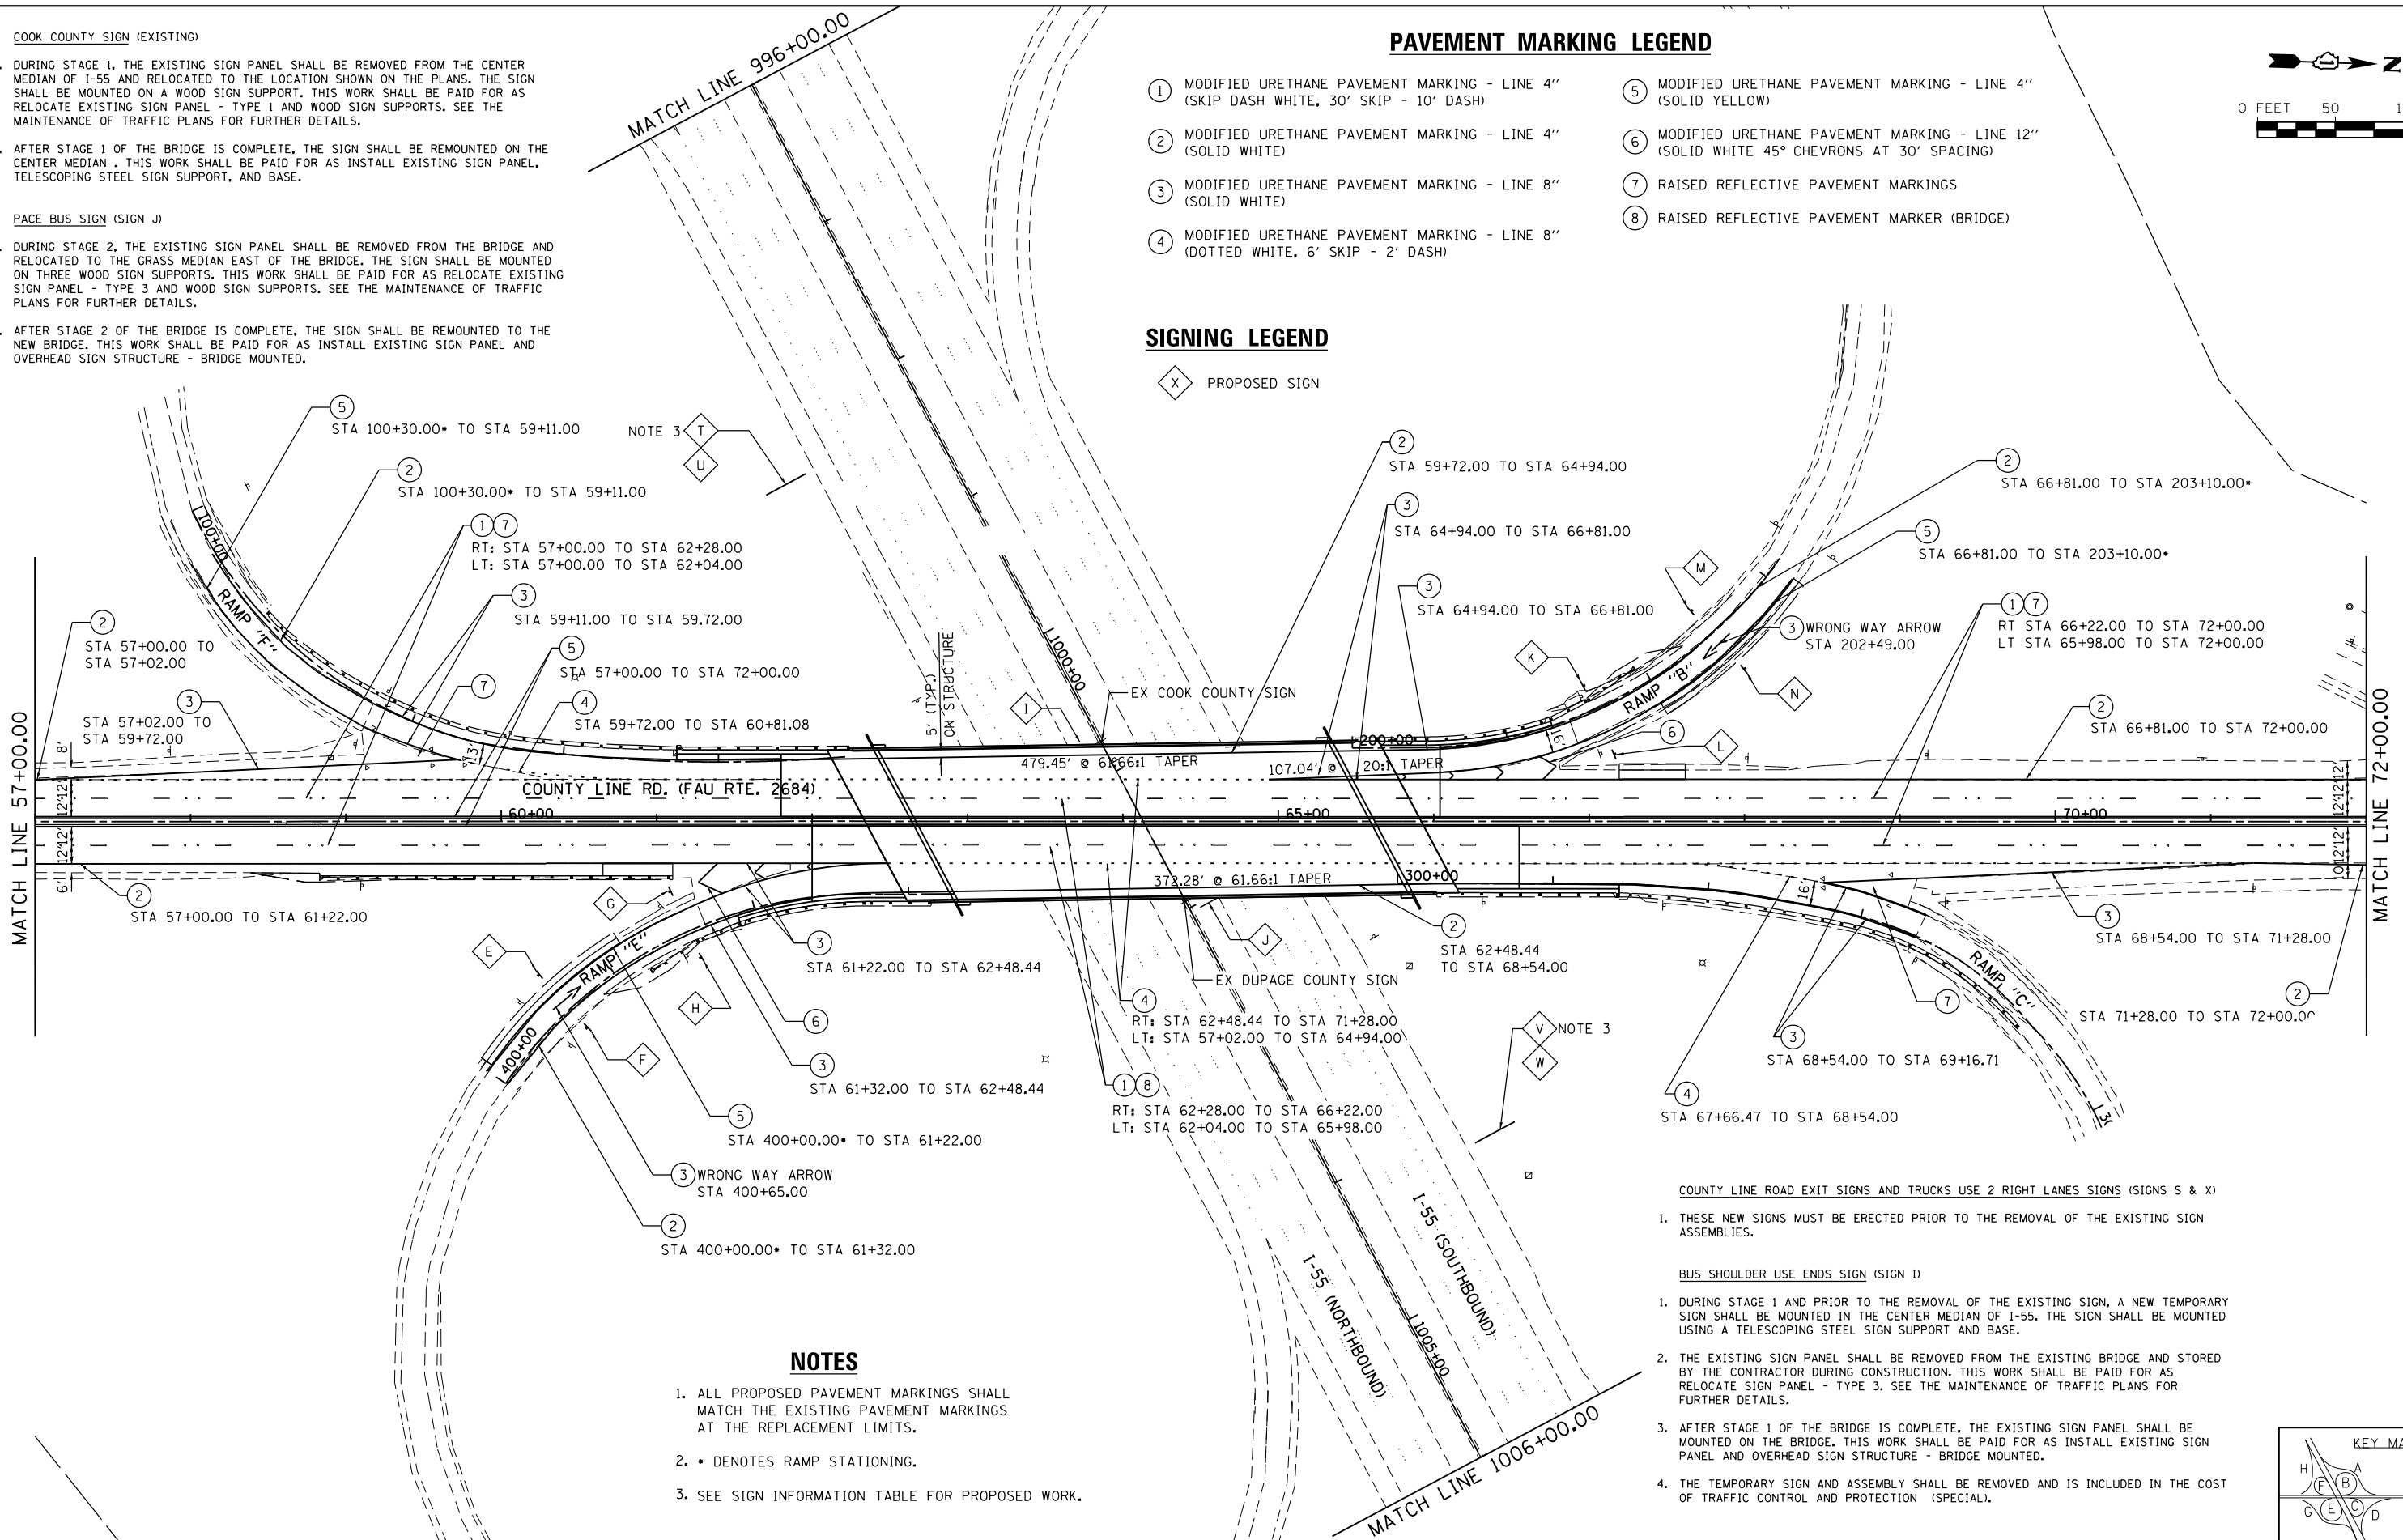 COOK COUNTY SIGN (EXISTING)
DURING STAGE 1, THE EXISTING SIGN PANEL SHALL BE REMOVED FROM THE CENTER
MEDIAN OF I-55 AND RELOCATED TO THE LOCATION SHOWN ON THE PLANS. THE SIGN
SHALL BE MOUNTED ON A WOOD SIGN SUPPORT. THIS WORK SHALL BE PAID FOR AS
RELOCATE EXISTING SIGN PANEL - TYPE 1 AND WOOD SIGN SUPPORTS. SEE THE
MAINTENANCE OF TRAFFIC PLANS FOR FURTHER DETAILS.
AFTER STAGE 1 OF THE BRIDGE IS COMPLETE, THE SIGN SHALL BE REMOUNTED ON THE
CENTER MEDIAN . THIS WORK SHALL BE PAID FOR AS INSTALL EXISTING SIGN PANEL,
TELESCOPING STEEL SIGN SUPPORT, AND BASE.
PACE BUS SIGN (SIGN J)
DURING STAGE 2, THE EXISTING SIGN PANEL SHALL BE REMOVED FROM THE BRIDGE AND
RELOCATED TO THE GRASS MEDIAN EAST OF THE BRIDGE. THE SIGN SHALL BE MOUNTED
ON THREE WOOD SIGN SUPPORTS. THIS WORK SHALL BE PAID FOR AS RELOCATE EXISTING
SIGN PANEL - TYPE 3 AND WOOD SIGN SUPPORTS. SEE THE MAINTENANCE OF TRAFFIC
PLANS FOR FURTHER DETAILS.
AFTER STAGE 2 OF THE BRIDGE IS COMPLETE, THE SIGN SHALL BE REMOUNTED TO THE
NEW BRIDGE. THIS WORK SHALL BE PAID FOR AS INSTALL EXISTING SIGN PANEL AND
OVERHEAD SIGN STRUCTURE - BRIDGE MOUNTED.
MATCH LINE 996+00.00
PAVEMENT MARKING LEGEND
1 MODIFIED URETHANE PAVEMENT MARKING - LINE 4''
(SKIP DASH WHITE, 30' SKIP - 10' DASH)
2 MODIFIED URETHANE PAVEMENT MARKING - LINE 4''
(SOLID WHITE)
3 MODIFIED URETHANE PAVEMENT MARKING - LINE 8''
(SOLID WHITE)
4 MODIFIED URETHANE PAVEMENT MARKING - LINE 8''
(DOTTED WHITE, 6' SKIP - 2' DASH)
5 MODIFIED URETHANE PAVEMENT MARKING - LINE 4''
(SOLID YELLOW)
6 MODIFIED URETHANE PAVEMENT MARKING - LINE 12''
(SOLID WHITE 45° CHEVRONS AT 30' SPACING)
7 RAISED REFLECTIVE PAVEMENT MARKINGS
8 RAISED REFLECTIVE PAVEMENT MARKER (BRIDGE)
Z
0 FEET 50
SIGNING LEGEND
X PROPOSED SIGN
5
STA 100+30.00• TO STA 59+11.00
2
STA 100+30.00• TO STA 59+11.00
1 7
RT: STA 57+00.00 TO STA 62+28.00
LT: STA 57+00.00 TO STA 62+04.00
3
STA 59+11.00 TO STA 59.72.00
5
STA 57+00.00 TO STA 72+00.00
4
STA 59+72.00 TO STA 60+81.08
7
100+00
RAMP "F"
2
STA 57+00.00 TO
STA 57+02.00
3
STA 57+02.00 TO
STA 59+72.00
MATCH LINE 57+00.00
8'
12'
12'
12'
12'
6'
13'
NOTE 3 T
U
2
STA 59+72.00 TO STA 64+94.00
3
STA 64+94.00 TO STA 66+81.00
3
STA 64+94.00 TO STA 66+81.00
5' (TYP.)
ON STRUCTURE
1000+00
I
EX COOK COUNTY SIGN
K
M
2
STA 66+81.00 TO STA 203+10.00•
5
STA 66+81.00 TO STA 203+10.00•
1 7
RT STA 66+22.00 TO STA 72+00.00
LT STA 65+98.00 TO STA 72+00.00
3 WRONG WAY ARROW
STA 202+49.00
RAMP "B"
N
6
L
16'
2
STA 66+81.00 TO STA 72+00.00
MATCH LINE 72+00.00
12'
12'
12'
12'
12'
10'
479.45' @ 61.66:1 TAPER
200+00
107.04' @ 20:1 TAPER
COUNTY LINE RD. (FAU RTE. 2684)
60+00
65+00
70+00
372.28' @ 61.66:1 TAPER
300+00
16'
2
STA 57+00.00 TO STA 61+22.00
G
E
RAMP "E"
H
F
400+00
3
STA 61+22.00 TO STA 62+48.44
6
3
STA 61+32.00 TO STA 62+48.44
5
STA 400+00.00• TO STA 61+22.00
3 WRONG WAY ARROW
STA 400+65.00
2
STA 400+00.00• TO STA 61+32.00
J
EX DUPAGE COUNTY SIGN
4
RT: STA 62+48.44 TO STA 71+28.00
LT: STA 57+02.00 TO STA 64+94.00
1 8
RT: STA 62+28.00 TO STA 66+22.00
LT: STA 62+04.00 TO STA 65+98.00
2
STA 62+48.44
TO STA 68+54.00
V NOTE 3
W
3
STA 68+54.00 TO STA 71+28.00
RAMP "C"
7
2
STA 71+28.00 TO STA 72+00.00
3
STA 68+54.00 TO STA 69+16.71
4
STA 67+66.47 TO STA 68+54.00
I-55 (SOUTHBOUND)
I-55 (NORTHBOUND)
1005+00
MATCH LINE 1006+00.00
NOTES
1. ALL PROPOSED PAVEMENT MARKINGS SHALL
MATCH THE EXISTING PAVEMENT MARKINGS
AT THE REPLACEMENT LIMITS.
2. • DENOTES RAMP STATIONING.
3. SEE SIGN INFORMATION TABLE FOR PROPOSED WORK.
COUNTY LINE ROAD EXIT SIGNS AND TRUCKS USE 2 RIGHT LANES SIGNS (SIGNS S & X)
1. THESE NEW SIGNS MUST BE ERECTED PRIOR TO THE REMOVAL OF THE EXISTING SIGN
ASSEMBLIES.
BUS SHOULDER USE ENDS SIGN (SIGN I)
1. DURING STAGE 1 AND PRIOR TO THE REMOVAL OF THE EXISTING SIGN, A NEW TEMPORARY
SIGN SHALL BE MOUNTED IN THE CENTER MEDIAN OF I-55. THE SIGN SHALL BE MOUNTED
USING A TELESCOPING STEEL SIGN SUPPORT AND BASE.
2. THE EXISTING SIGN PANEL SHALL BE REMOVED FROM THE EXISTING BRIDGE AND STORED
BY THE CONTRACTOR DURING CONSTRUCTION. THIS WORK SHALL BE PAID FOR AS
RELOCATE SIGN PANEL - TYPE 3. SEE THE MAINTENANCE OF TRAFFIC PLANS FOR
FURTHER DETAILS.
3. AFTER STAGE 1 OF THE BRIDGE IS COMPLETE, THE EXISTING SIGN PANEL SHALL BE
MOUNTED ON THE BRIDGE. THIS WORK SHALL BE PAID FOR AS INSTALL EXISTING SIGN
PANEL AND OVERHEAD SIGN STRUCTURE - BRIDGE MOUNTED.
4. THE TEMPORARY SIGN AND ASSEMBLY SHALL BE REMOVED AND IS INCLUDED IN THE COST
OF TRAFFIC CONTROL AND PROTECTION (SPECIAL).
KEY MA
H A
F B
G E C D